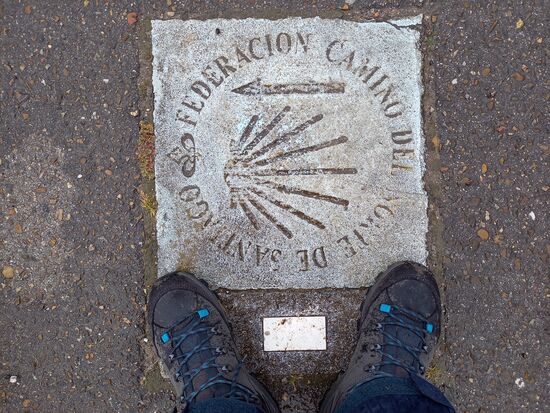 FEDERACION CAMINO DEL NORTE DE SANTIAGO